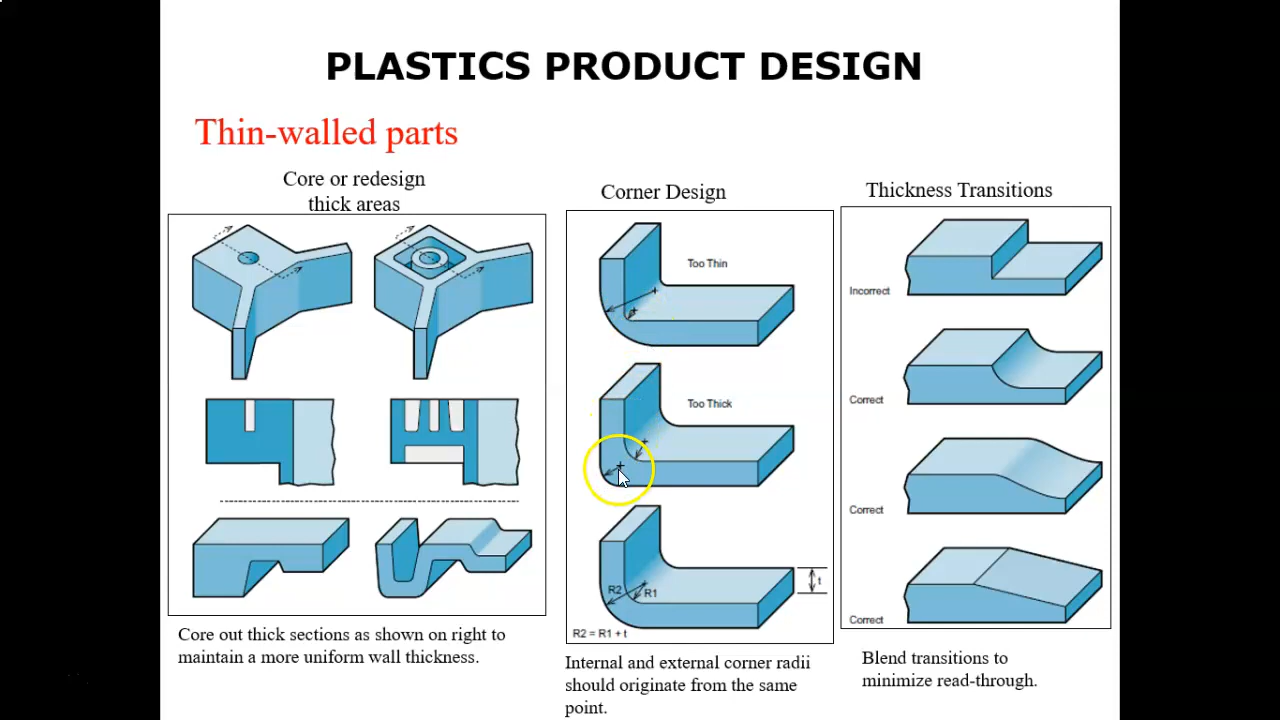 PLASTICS PRODUCT DESIGN
Thin-walled parts
Core or redesign
thick areas
Core out thick sections as shown on right to
maintain a more uniform wall thickness.
Corner Design
Too Thin
Too Thick
R2
R1
t
R2 = R1 + t
Internal and external corner radii
should originate from the same
point.
Thickness Transitions
Incorrect
Correct
Correct
Correct
Blend transitions to
minimize read-through.